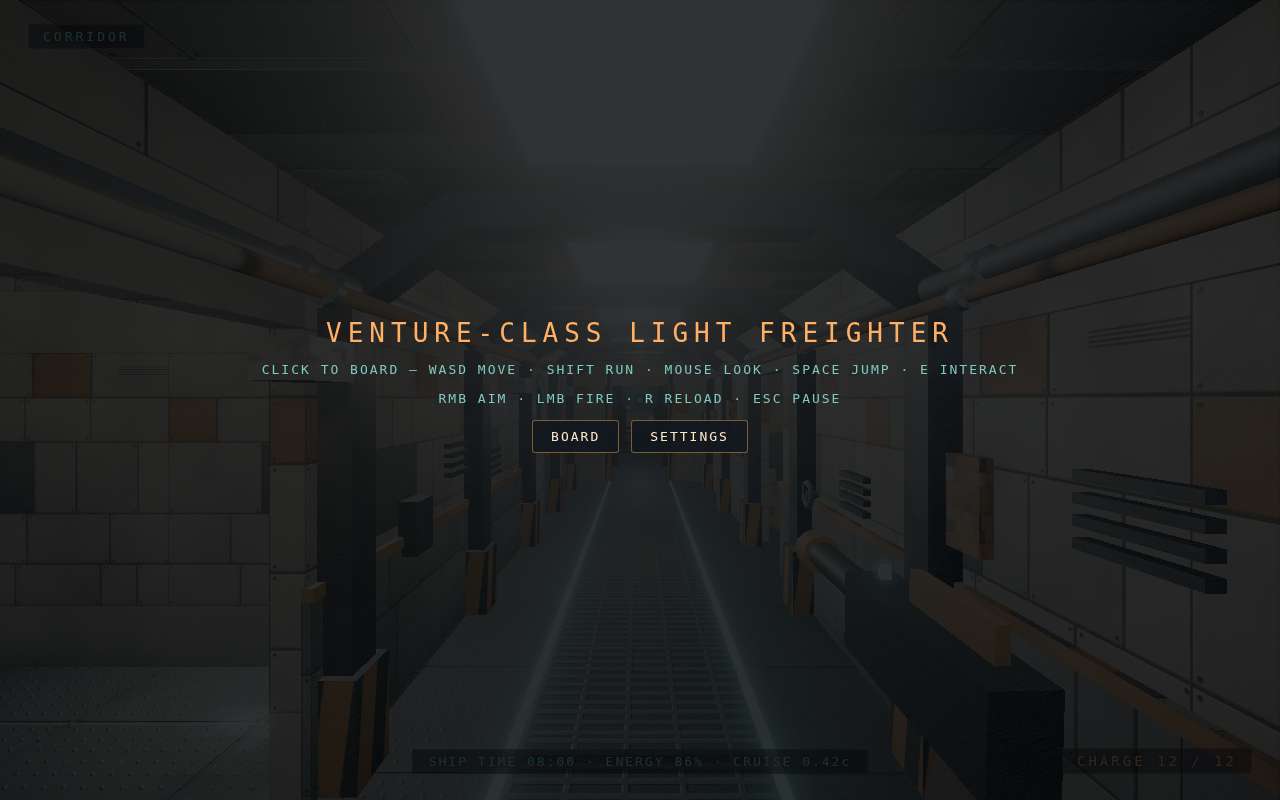 CORRIDOR
VENTURE-CLASS LIGHT FREIGHTER
CLICK TO BOARD — WASD MOVE · SHIFT RUN · MOUSE LOOK · SPACE JUMP · E INTERACT
RMB AIM · LMB FIRE · R RELOAD · ESC PAUSE
BOARD SETTINGS
SHIP TIME 08:00 · ENERGY 86% · CRUISE 0.42c
CHARGE 12 / 12